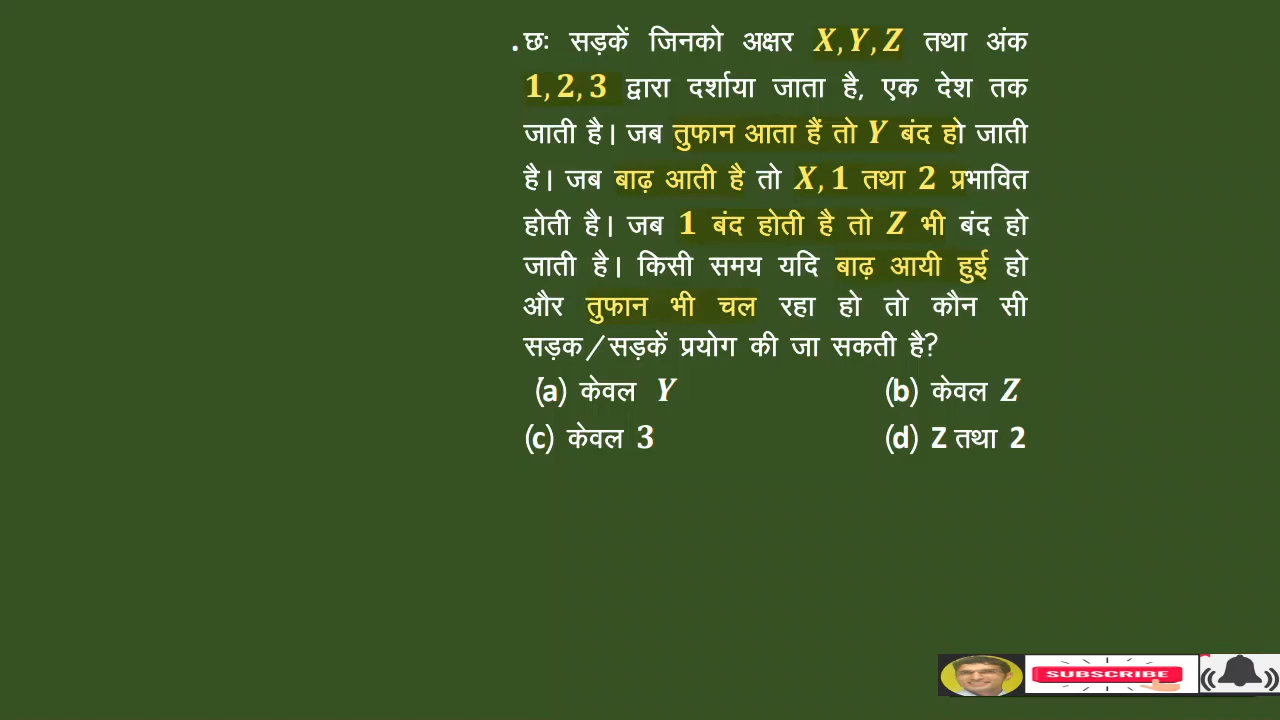 . छः सड़कें जिनको अक्षर X, Y, Z तथा अंक
1, 2, 3 द्वारा दर्शाया जाता है, एक देश तक
जाती है। जब तुफान आता हैं तो Y बंद हो जाती
है। जब बाढ़ आती है तो X, 1 तथा 2 प्रभावित
होती है। जब 1 बंद होती है तो Z भी बंद हो
जाती है। किसी समय यदि बाढ़ आयी हुई हो
और तुफान भी चल रहा हो तो कौन सी
सड़क/सड़कें प्रयोग की जा सकती है?
(a) केवल Y (b) केवल Z
(c) केवल 3 (d) Z तथा 2
SUBSCRIBE